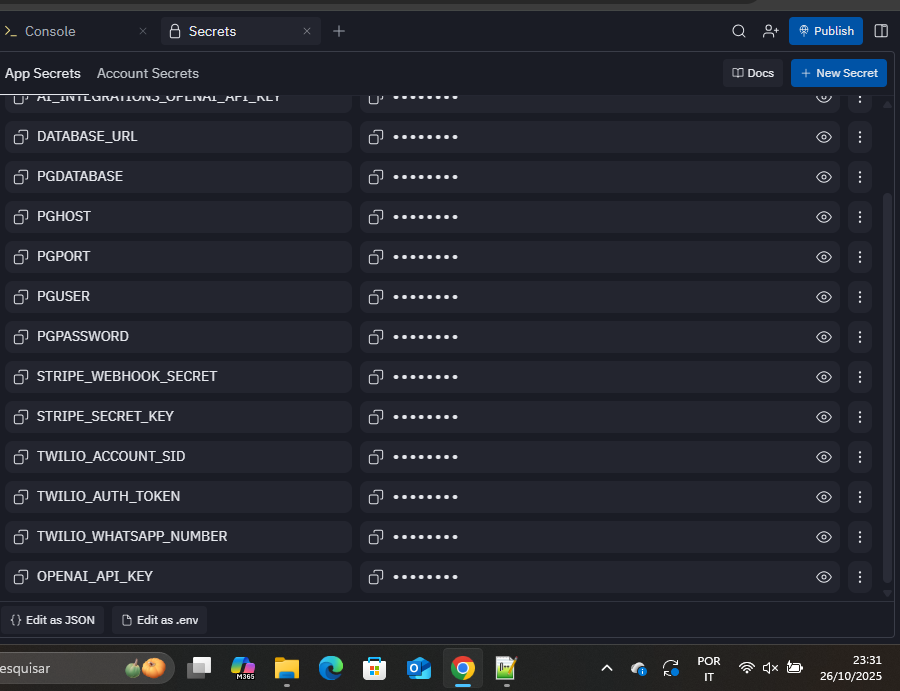 Console
Secrets
Publish
App Secrets
Account Secrets
Docs
New Secret
AI_INTEGRATIONS_OPENAI_API_KEY
DATABASE_URL
PGDATABASE
PGHOST
PGPORT
PGUSER
PGPASSWORD
STRIPE_WEBHOOK_SECRET
STRIPE_SECRET_KEY
TWILIO_ACCOUNT_SID
TWILIO_AUTH_TOKEN
TWILIO_WHATSAPP_NUMBER
OPENAI_API_KEY
{} Edit as JSON
Edit as .env
esquisar
M365
POR
IT
23:31
26/10/2025